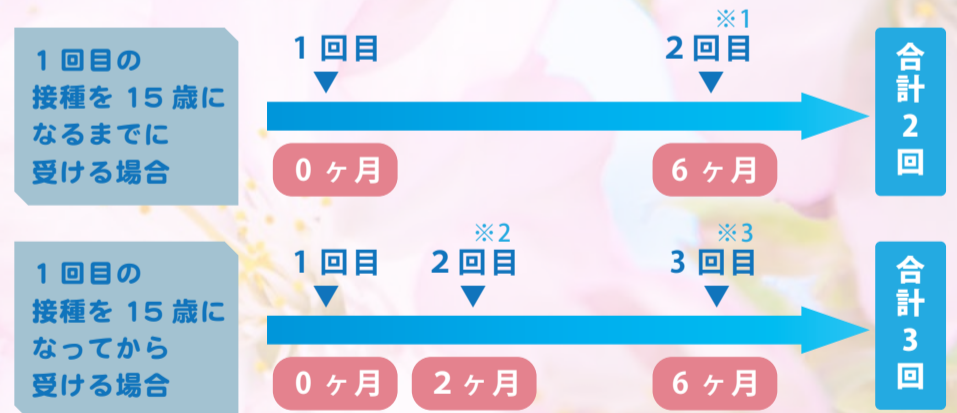 1回目の
接種を15歳に
なるまでに
受ける場合
1回目
※1
2回目
0ヶ月
6ヶ月
合計2回
1回目の
接種を15歳に
なってから
受ける場合
1回目
※2
2回目
※3
3回目
0ヶ月
2ヶ月
6ヶ月
合計3回